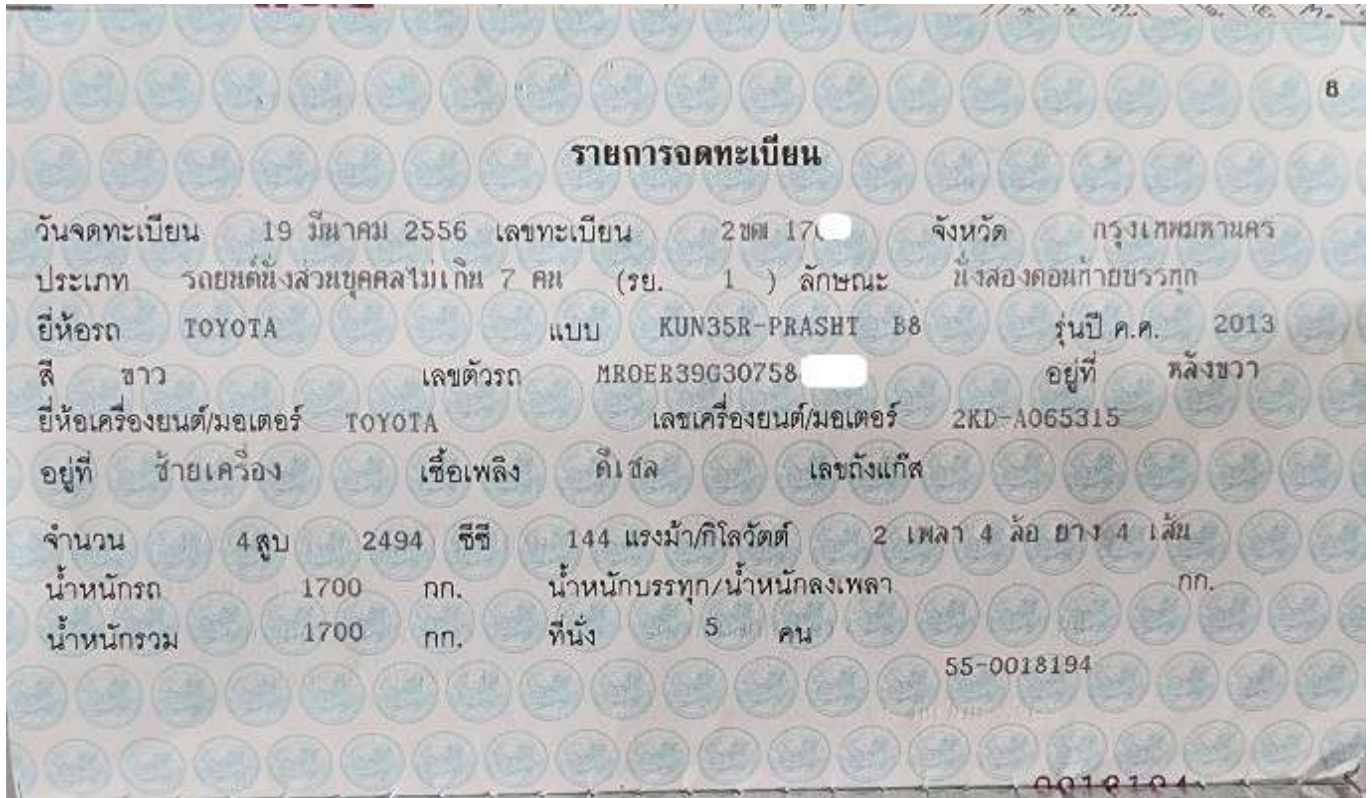 8
รายการจดทะเบียน
วันจดทะเบียน 19 มีนาคม 2556 เลขทะเบียน 2ฆฒ 17 จังหวัด กรุงเทพมหานคร
ประเภท รถยนต์นั่งส่วนบุคคลไม่เกิน 7 คน (รย. 1 ) ลักษณะ นั่งสองตอนท้ายบรรทุก
ยี่ห้อรถ TOYOTA แบบ KUN35R-PRASHT B8 รุ่นปี ค.ศ. 2013
สี ขาว เลขตัวรถ MROER39G30758 อยู่ที่ หลังขวา
ยี่ห้อเครื่องยนต์/มอเตอร์ TOYOTA เลขเครื่องยนต์/มอเตอร์ 2KD-A065315
อยู่ที่ ซ้ายเครื่อง เชื้อเพลิง ดีเซล เลขถังแก๊ส
จำนวน 4สูบ 2494 ซีซี 144 แรงม้า/กิโลวัตต์ 2 เพลา 4 ล้อ ยาง 4 เส้น
น้ำหนักรถ 1700 กก. น้ำหนักบรรทุก/น้ำหนักลงเพลา กก.
น้ำหนักรวม 1700 กก. ที่นั่ง 5 คน
55-0018194
0018194